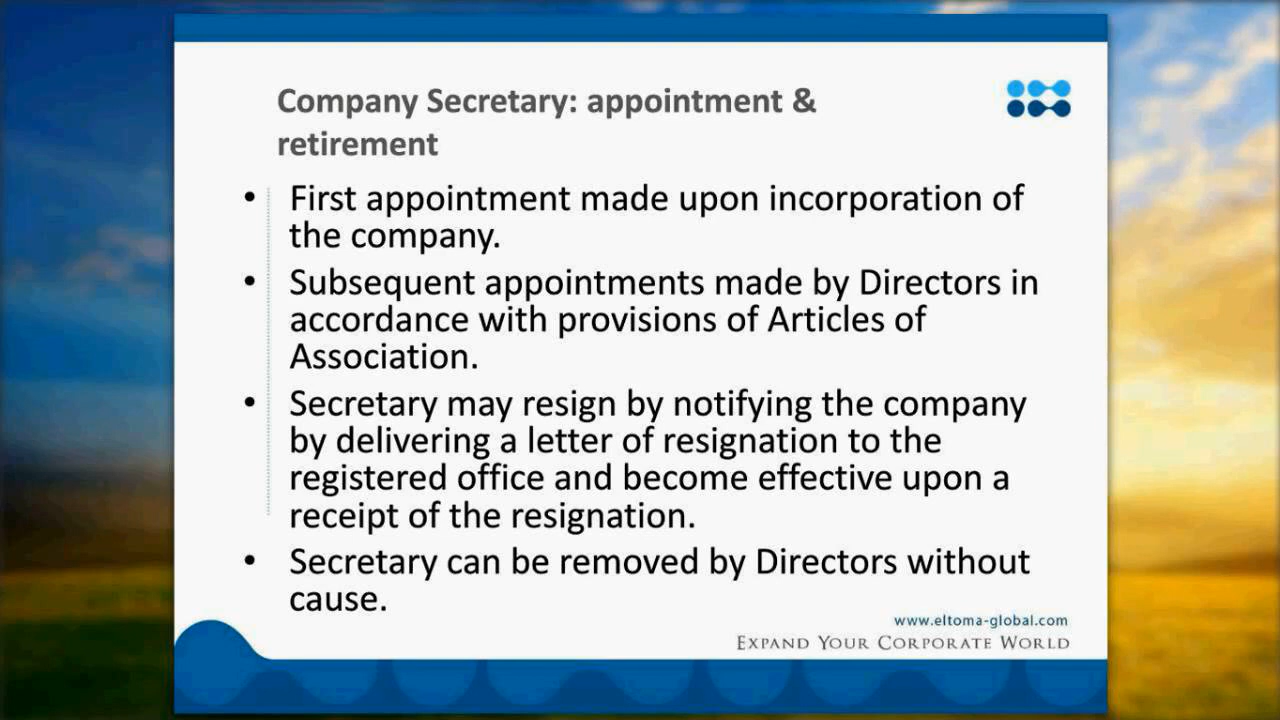 Company Secretary: appointment &
retirement
• First appointment made upon incorporation of
the company.
• Subsequent appointments made by Directors in
accordance with provisions of Articles of
Association.
• Secretary may resign by notifying the company
by delivering a letter of resignation to the
registered office and become effective upon a
receipt of the resignation.
• Secretary can be removed by Directors without
cause.
www.eltoma-global.com
EXPAND YOUR CORPORATE WORLD